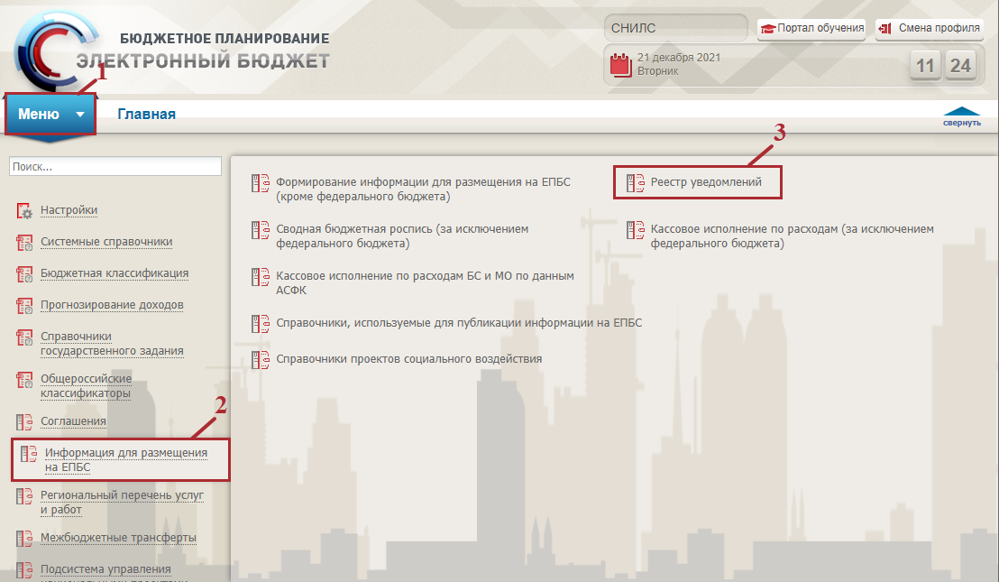 БЮДЖЕТНОЕ ПЛАНИРОВАНИЕ
ЭЛЕКТРОННЫЙ БЮДЖЕТ
СНИЛС
Портал обучения
Смена профиля
21 декабря 2021
Вторник
11 24
1
Меню
Главная
свернуть
3
Поиск...
Настройки
Системные справочники
Бюджетная классификация
Прогнозирование доходов
Справочники
государственного задания
Общероссийские
классификаторы
Соглашения
2
Информация для размещения
на ЕПБС
Региональный перечень услуг
и работ
Межбюджетные трансферты
Подсистема управления
национальными проектами
Формирование информации для размещения на ЕПБС
(кроме федерального бюджета)
Реестр уведомлений
Сводная бюджетная роспись (за исключением
федерального бюджета)
Кассовое исполнение по расходам (за исключением
федерального бюджета)
Кассовое исполнение по расходам БС и МО по данным
АСФК
Справочники, используемые для публикации информации на ЕПБС
Справочники проектов социального воздействия